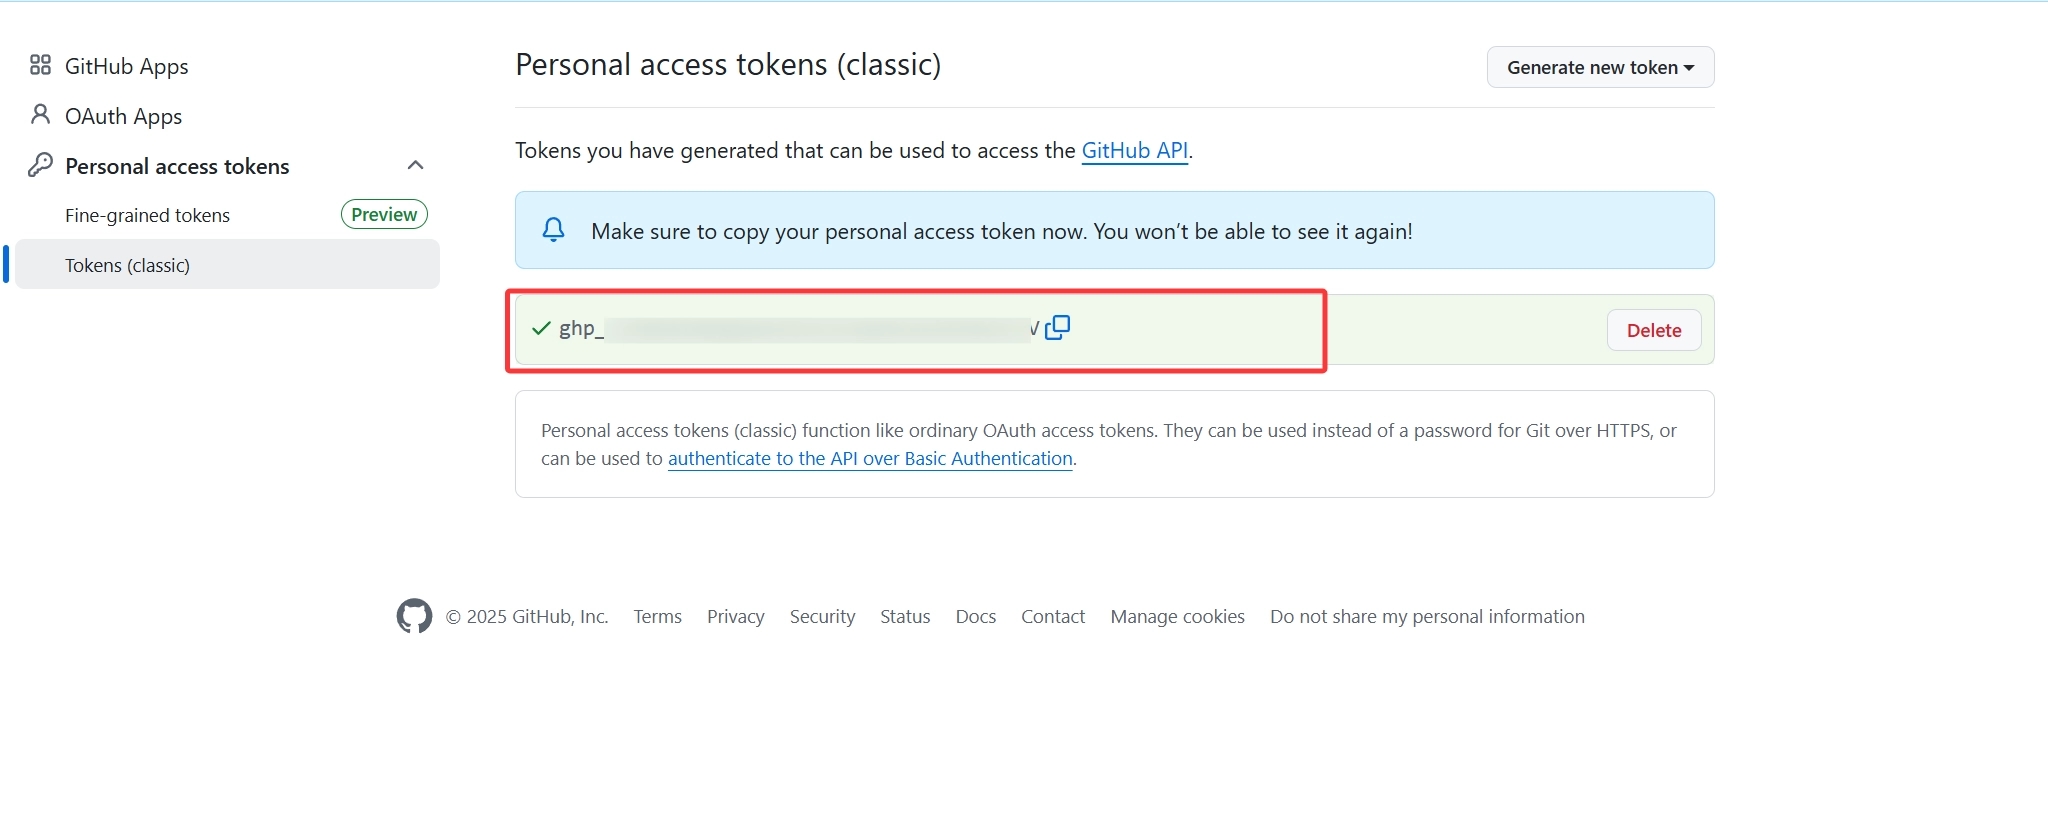 GitHub Apps
OAuth Apps
Personal access tokens
Fine-grained tokens
Preview
Tokens (classic)
Personal access tokens (classic)
Generate new token
Tokens you have generated that can be used to access the GitHub API.
Make sure to copy your personal access token now. You won’t be able to see it again!
ghp_
Delete
Personal access tokens (classic) function like ordinary OAuth access tokens. They can be used instead of a password for Git over HTTPS, or
can be used to authenticate to the API over Basic Authentication.
© 2025 GitHub, Inc. Terms Privacy Security Status Docs Contact Manage cookies Do not share my personal information